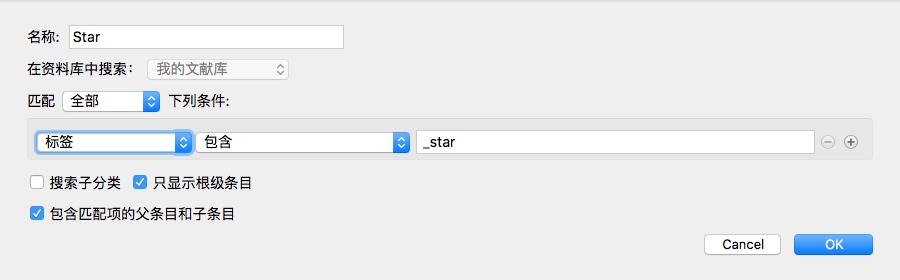 名称: Star
在资料库中搜索: 我的文献库
匹配 全部 下列条件:
标签 包含 _star
搜索子分类 只显示根级条目
包含匹配项的父条目和子条目
Cancel OK